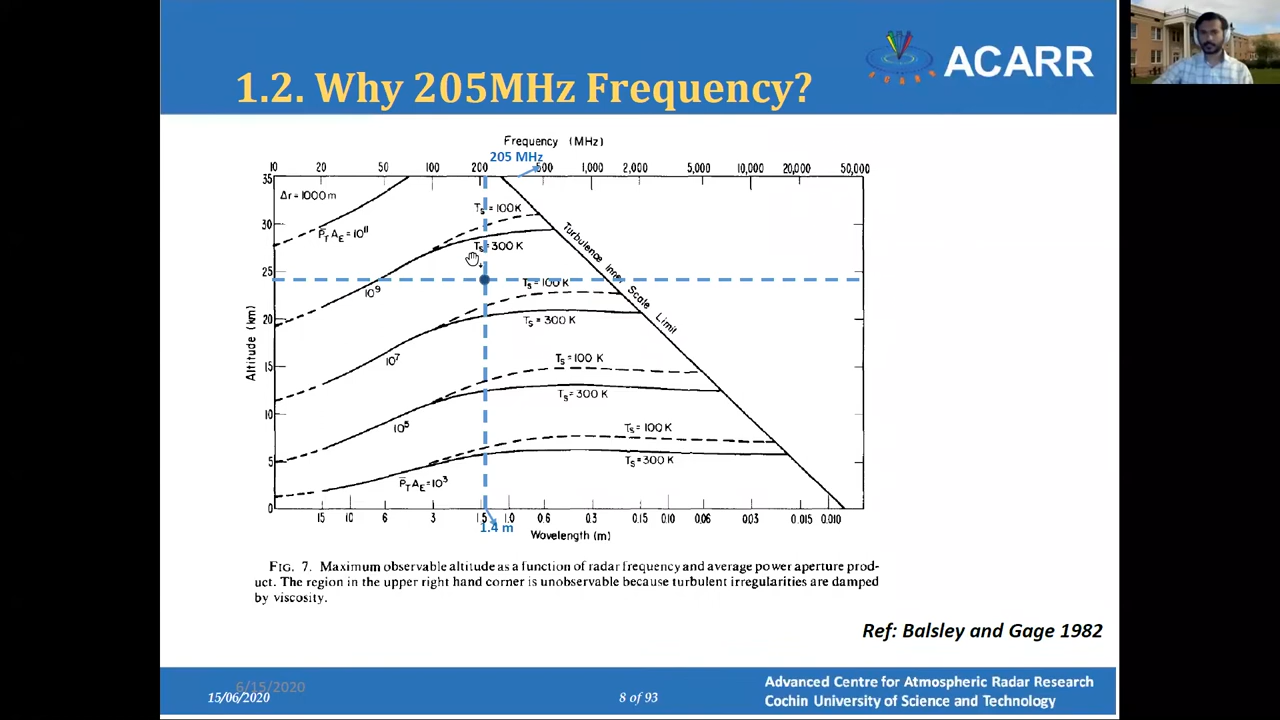 ACARR
ACARR
1.2. Why 205MHz Frequency?
Frequency (MHz)
205 MHz
10 20 50 100 200 500 1,000 2,000 5,000 10,000 20,000 50,000
35
Δr = 1000 m
Ts = 100K
30
P̅TAE = 10¹¹
Turbulence Inner Scale Limit
Ts = 300 K
25
Ts = 100 K
10⁹
20
Ts = 300 K
Altitude (km)
10⁷
Ts = 100 K
15
Ts = 300 K
10
10⁵
Ts = 100 K
5
Ts = 300 K
P̅TAE = 10³
0
15 10 6 3 1.5 1.0 0.6 0.3 0.15 0.10 0.06 0.03 0.015 0.010
1.4 m
Wavelength (m)
FIG. 7. Maximum observable altitude as a function of radar frequency and average power aperture prod-
uct. The region in the upper right hand corner is unobservable because turbulent irregularities are damped
by viscosity.
Ref: Balsley and Gage 1982
6/15/2020
15/06/2020
8 of 93
Advanced Centre for Atmospheric Radar Research
Cochin University of Science and Technology